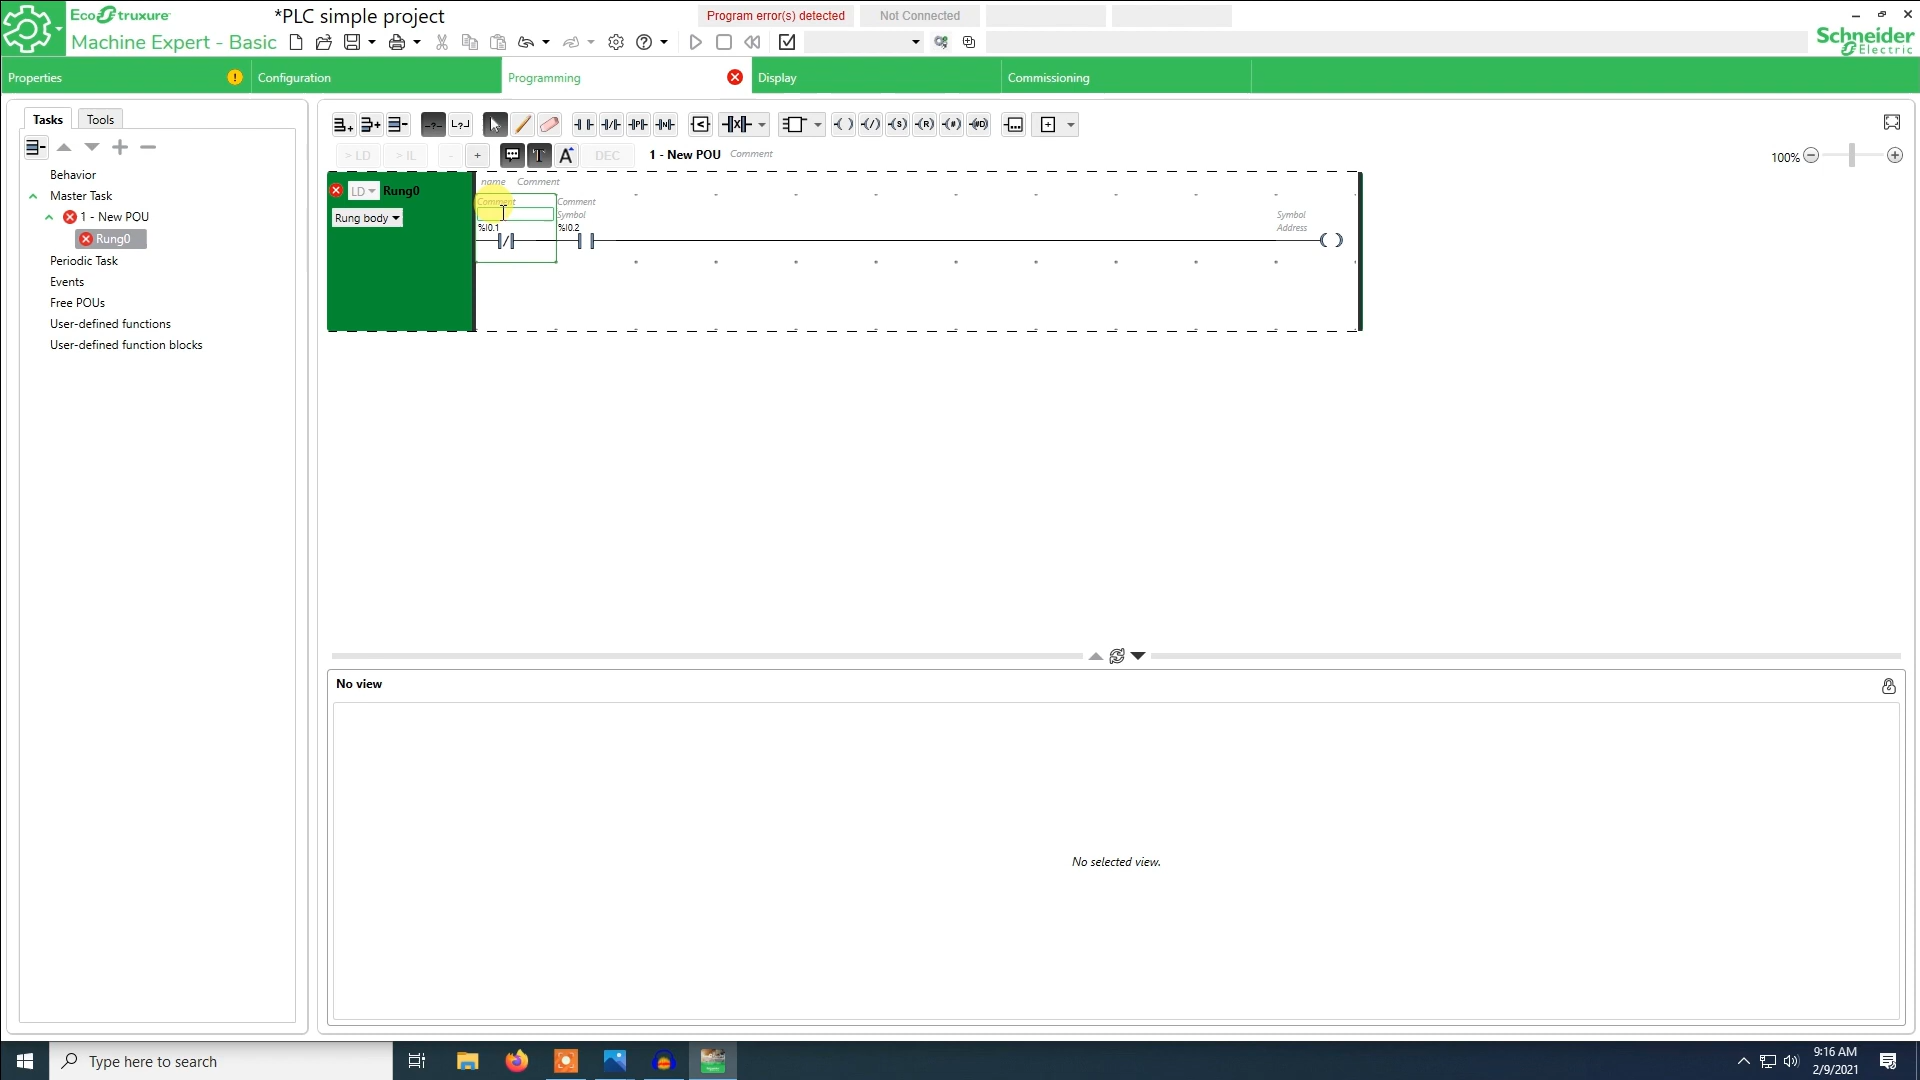 EcoStruxure
*PLC simple project
Program error(s) detected
Not Connected
Machine Expert - Basic
Schneider
Electric
Properties
Configuration
Programming
Display
Commissioning
Tasks
Tools
> LD
> IL
DEC
1 - New POU
Comment
100%
Behavior
Master Task
1 - New POU
Rung0
Periodic Task
Events
Free POUs
User-defined functions
User-defined function blocks
LD
Rung0
name
Comment
Rung body
Comment
Comment
Symbol
%I0.1
%I0.2
Symbol
Address
No view
No selected view.
Type here to search
9:16 AM
2/9/2021